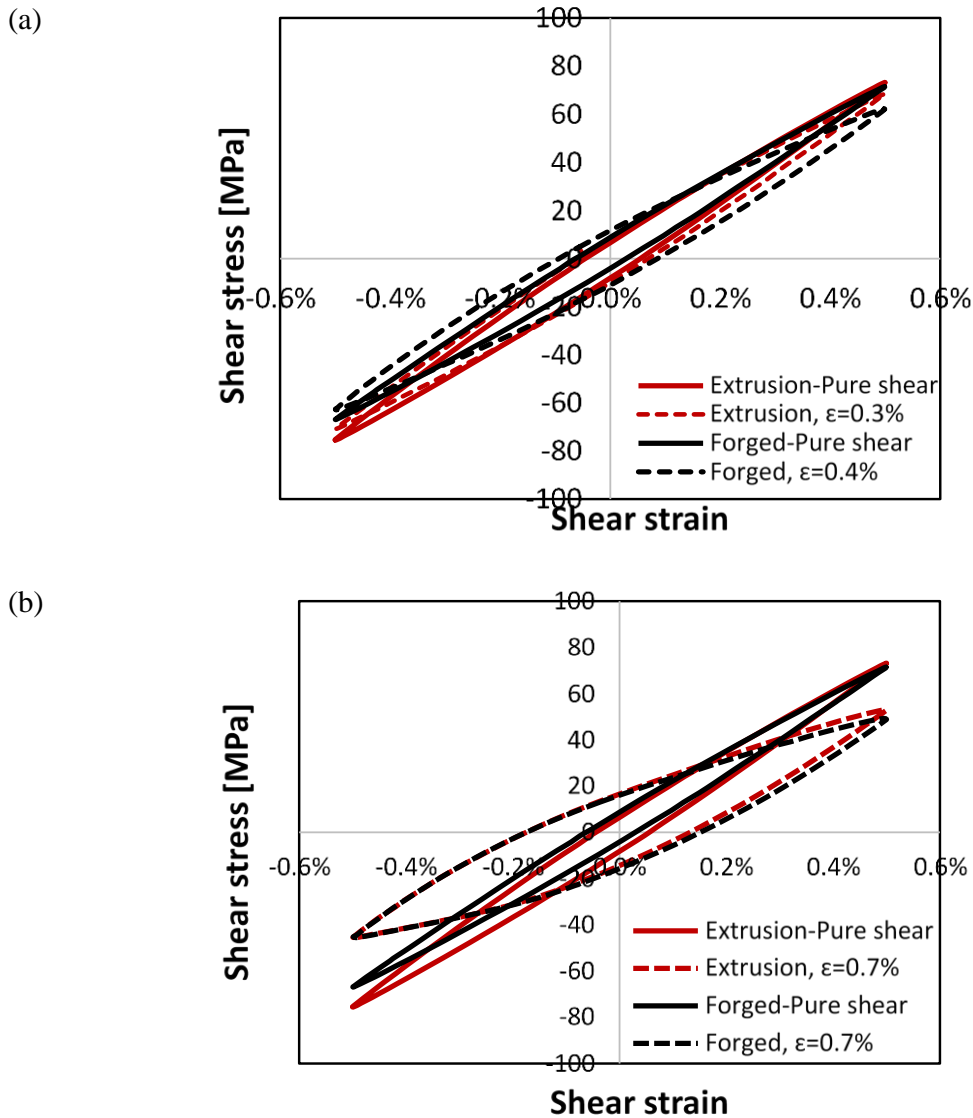 (a)
100
80
60
40
20
0
-0.6%
-0.4%
-0.2%
0.0%
0.2%
0.4%
0.6%
-20
-40
-60
-80
-100
Shear stress [MPa]
Shear strain
Extrusion-Pure shear
Extrusion, ε=0.3%
Forged-Pure shear
Forged, ε=0.4%
(b)
100
80
60
40
20
0
-0.6%
-0.4%
-0.2%
0.0%
0.2%
0.4%
0.6%
-20
-40
-60
-80
-100
Shear stress [MPa]
Shear strain
Extrusion-Pure shear
Extrusion, ε=0.7%
Forged-Pure shear
Forged, ε=0.7%